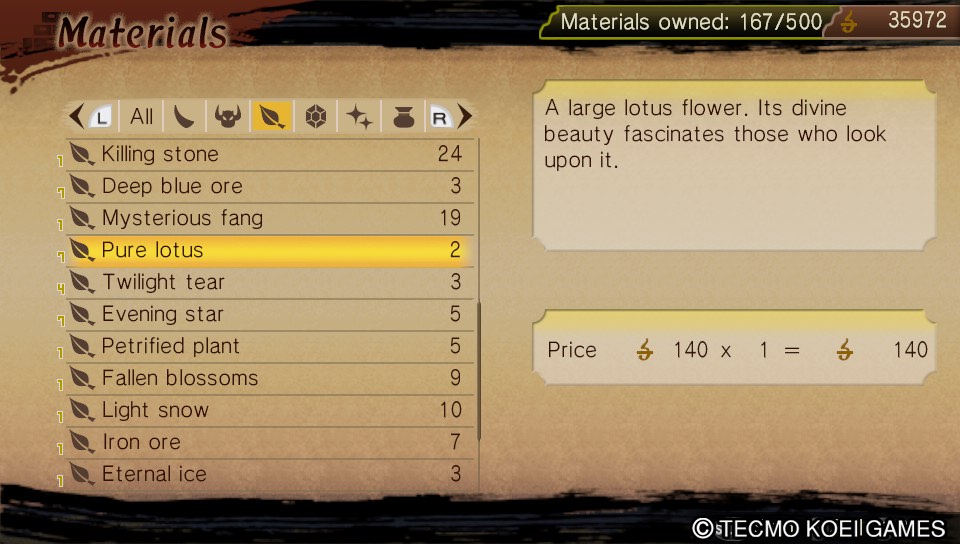 Materials
Materials owned: 167/500
35972
L
All
R
Killing stone 24
Deep blue ore 3
Mysterious fang 19
Pure lotus 2
Twilight tear 3
Evening star 5
Petrified plant 5
Fallen blossoms 9
Light snow 10
Iron ore 7
Eternal ice 3
A large lotus flower. Its divine
beauty fascinates those who look
upon it.
Price 140 x 1 = 140
©TECMO KOEI GAMES